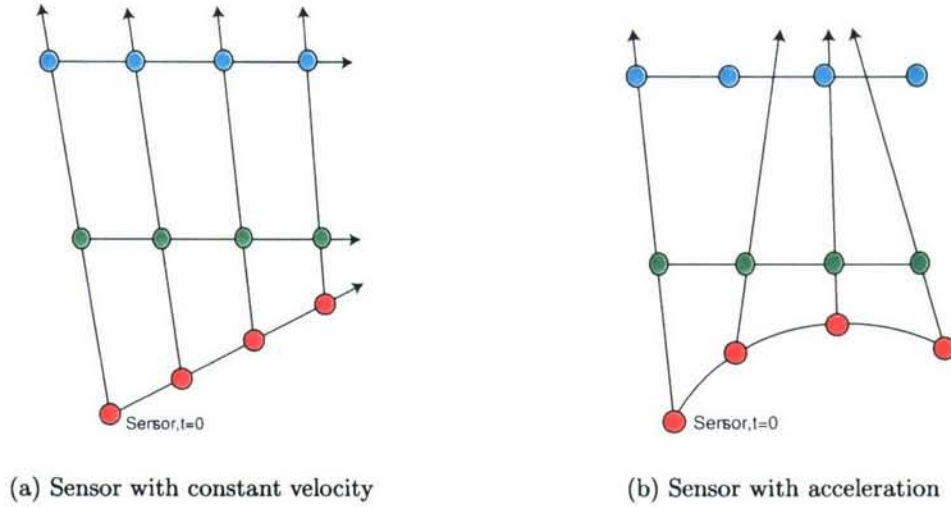 Sensor,t=0
Sensor,t=0
(a) Sensor with constant velocity
(b) Sensor with acceleration